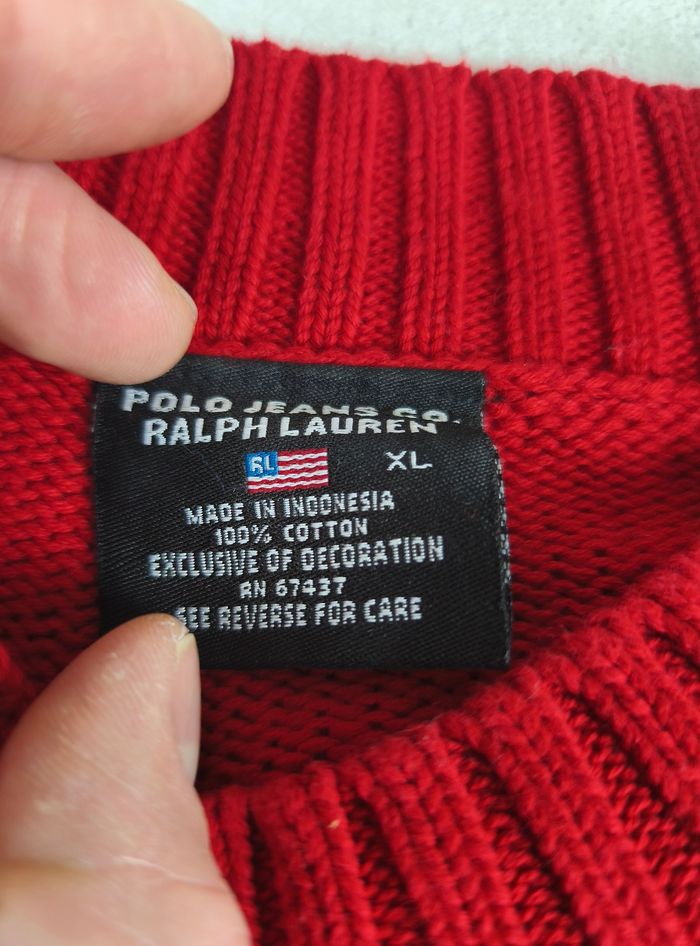 POLO JEANS CO.
RALPH LAUREN
RL XL
MADE IN INDONESIA
100% COTTON
EXCLUSIVE OF DECORATION
RN 67437
SEE REVERSE FOR CARE